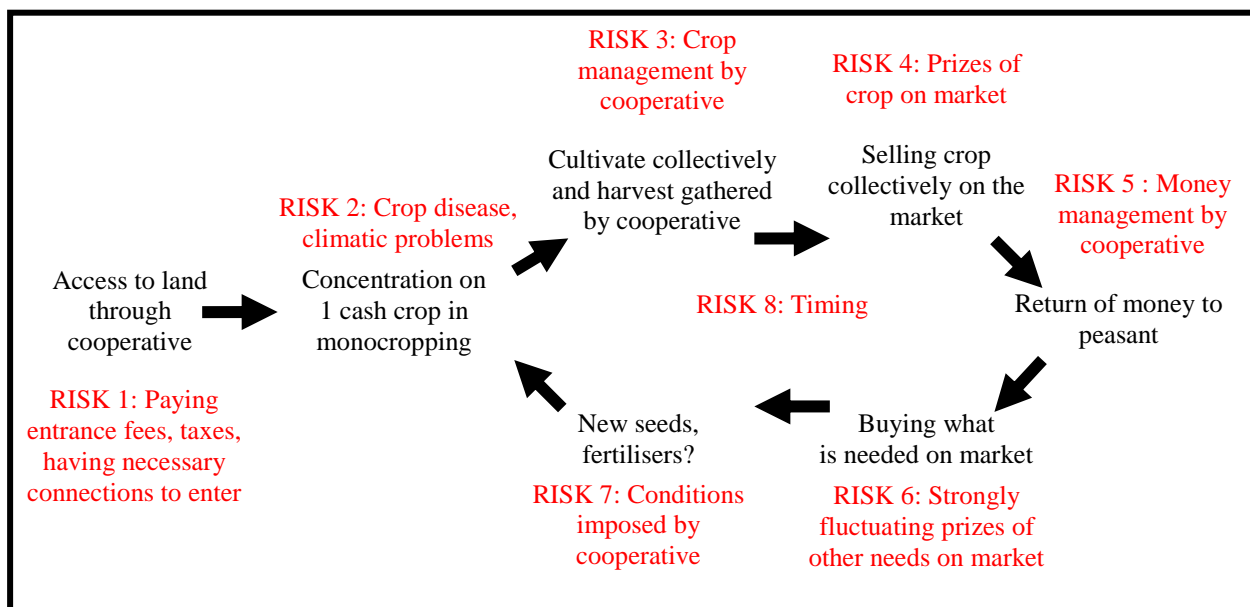 RISK 3: Crop
management by
cooperative
RISK 4: Prizes of
crop on market
Cultivate collectively
and harvest gathered
by cooperative
Selling crop
collectively on the
market
RISK 5 : Money
management by
cooperative
RISK 2: Crop disease,
climatic problems
Access to land
through
cooperative
Concentration on
1 cash crop in
monocropping
RISK 8: Timing
Return of money to
peasant
RISK 1: Paying
entrance fees, taxes,
having necessary
connections to enter
New seeds,
fertilisers?
Buying what
is needed on market
RISK 7: Conditions
imposed by
cooperative
RISK 6: Strongly
fluctuating prizes of
other needs on market